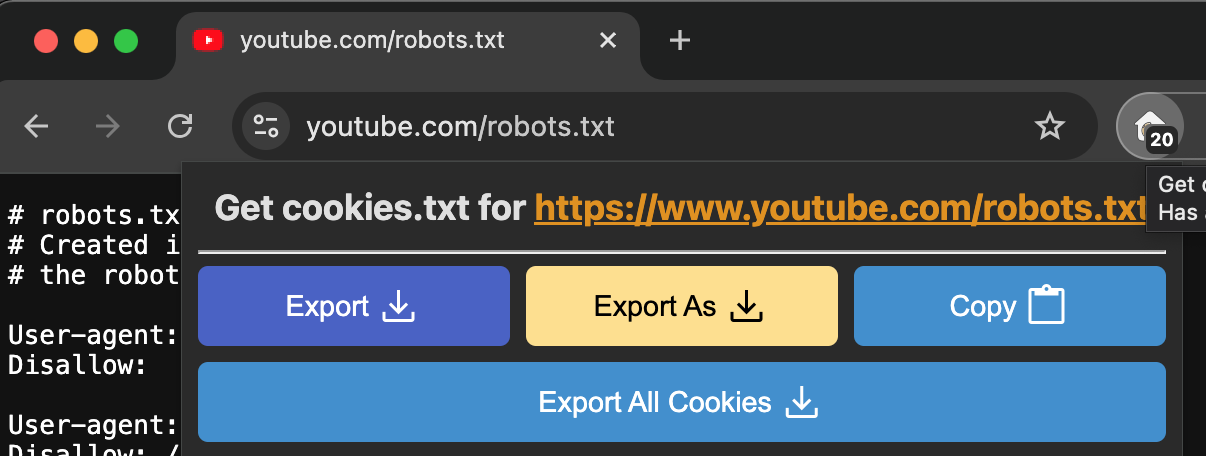 youtube.com/robots.txt
youtube.com/robots.txt
20
Get cookies.txt for https://www.youtube.com/robots.txt
Get
Has
Export
Export As
Copy
Export All Cookies
# robots.tx
# Created i
# the robot
User-agent:
Disallow:
User-agent:
Disallow: /